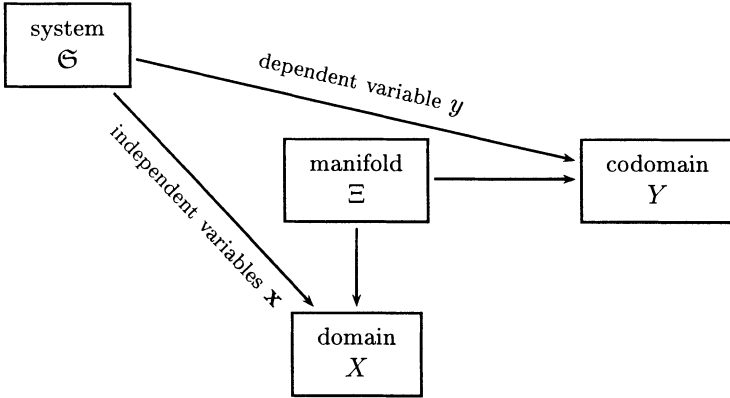 system
𝔖
dependent variable y
independent variables x
manifold
Ξ
codomain
Y
domain
X